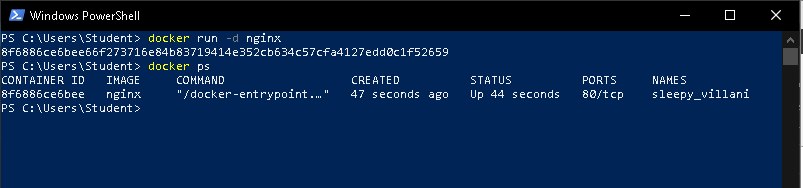 Windows PowerShell
PS C:\Users\Student> docker run -d nginx
8f6886ce6bee66f273716e84b83719414e352cb634c57cfa4127edd0c1f52659
PS C:\Users\Student> docker ps
CONTAINER ID   IMAGE     COMMAND                  CREATED          STATUS          PORTS     NAMES
8f6886ce6bee   nginx     "/docker-entrypoint.…"   47 seconds ago   Up 44 seconds   80/tcp    sleepy_villani
PS C:\Users\Student>